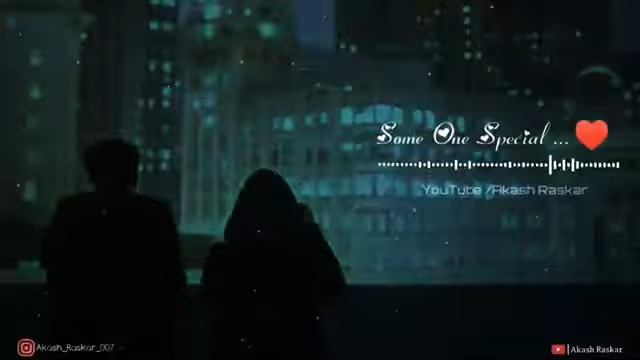 Some One Special ... ❤️
YouTube /Akash Raskar
Akash_Raskar_007
Akash Raskar